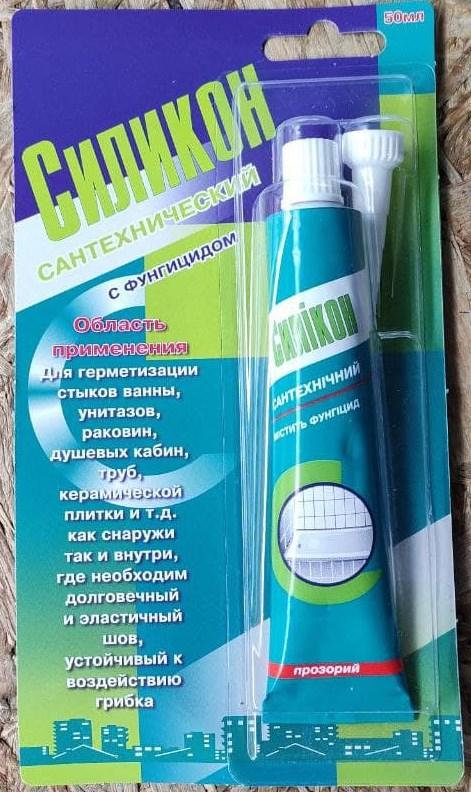 50мл
Силикон
сантехнический
с фунгицидом
Область
применения
Для герметизации
стыков ванны,
унитазов,
раковин,
душевых кабин,
труб,
керамической
плитки и т.д.
как снаружи
так и внутри,
где необходим
долговечный
и эластичный
шов,
устойчивый к
воздействию
грибка
Силікон
сантехнічний
містить фунгіцид
прозорий